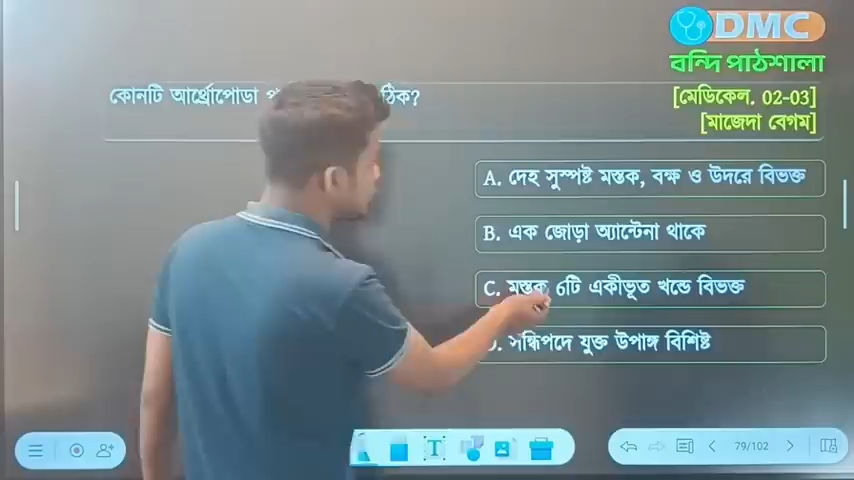 DMC
বন্দি পাঠশালা
কোনটি আর্থ্রোপোডা ঠিক?
[মেডিকেল. 02-03]
[মাজেদা বেগম]
A. দেহ সুস্পষ্ট মস্তক, বক্ষ ও উদরে বিভক্ত
B. এক জোড়া অ্যান্টেনা থাকে
C. মস্তক 6টি একীভূত খন্ডে বিভক্ত
সন্ধিপদে যুক্ত উপাঙ্গ বিশিষ্ট
T
79/102